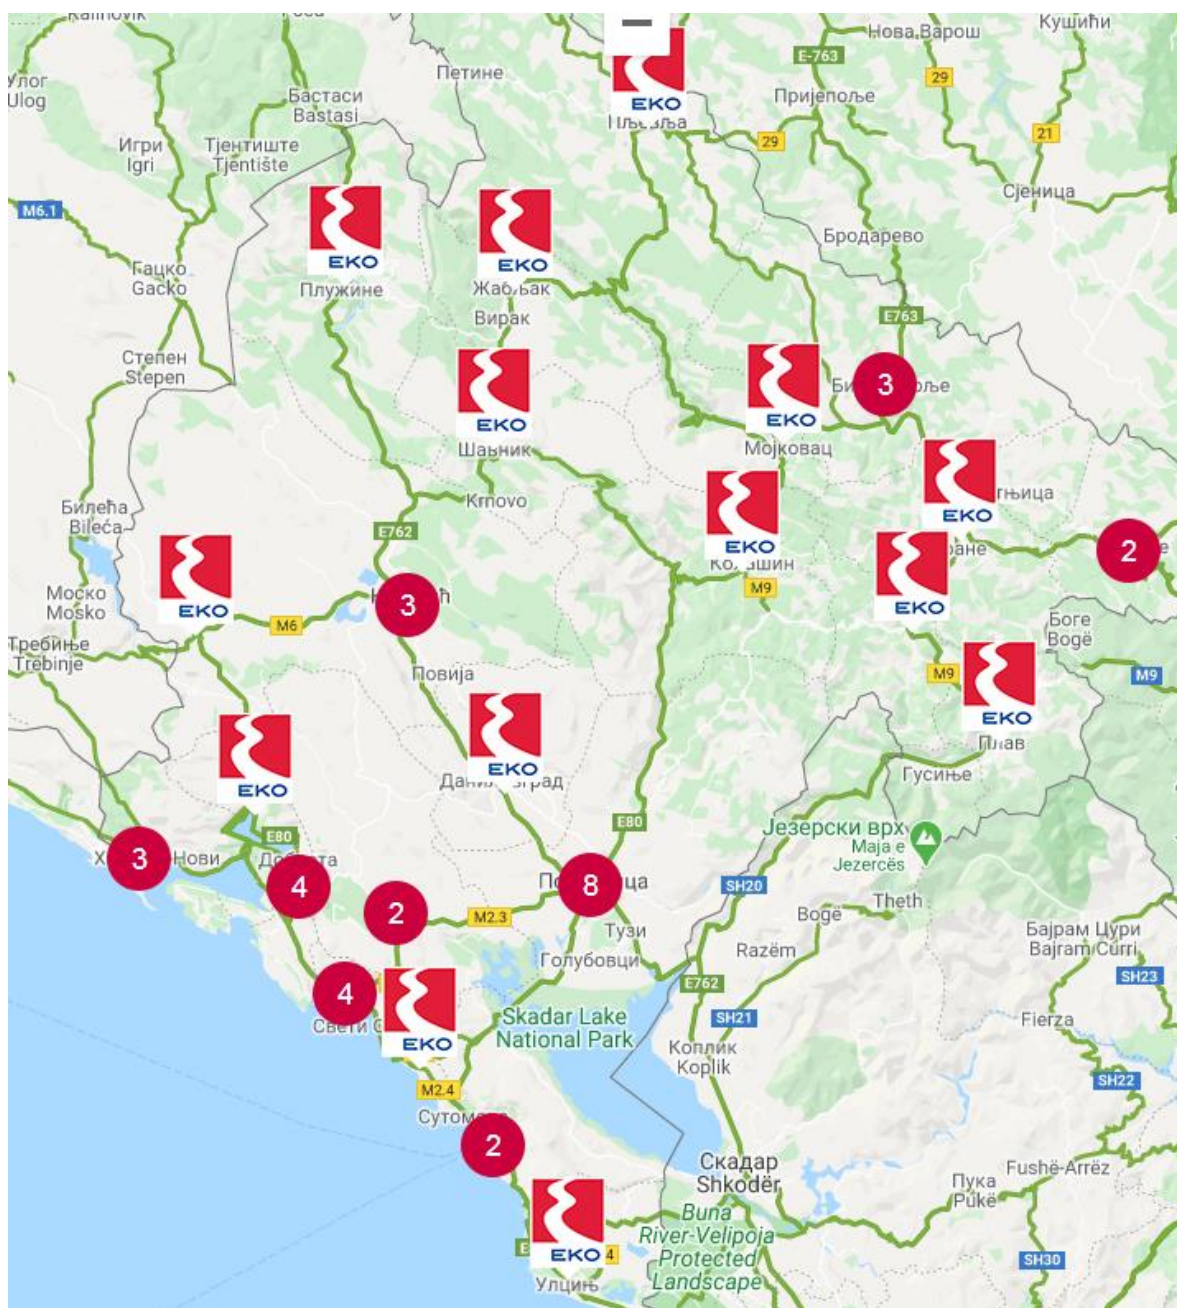 Kalinovik
Нова Варош
Кушићи
E-763
Петине
29
Улог
Ulog
Бастаси
Bastasi
Пријепоље
EKO
21
29
Игри
Igri
Тјентиште
Tjentište
Сјеница
M6.1
Бродарево
Гацко
Gacko
EKO
EKO
Плужине
Жабљак
Вирак
E763
Степен
Stepen
3
EKO
EKO
Шавник
Мојковац
Krnovo
Билећа
Bileća
E762
EKO
EKO
2
EKO
EKO
M9
Моско
Mosko
3
M6
Боге
Bogë
Требиње
Trebinje
Повија
M9
M9
EKO
Плав
EKO
EKO
Гусиње
E80
E80
Језерски врх
Maja e
Jezercës
3
Нови
4
8
SH20
Theth
2
M2.3
Bogë
Тузи
Бајрам Цури
Bajram Curri
Razëm
Голубовци
SH23
4
E762
EKO
Skadar Lake
National Park
SH21
Fierza
Коплик
Koplik
M2.4
SH22
2
Скадар
Shkodër
Fushë-Arrëz
Пука
Pukë
EKO
Buna
River-Velipoja
Protected
Landscape
4
SH30
Улцињ